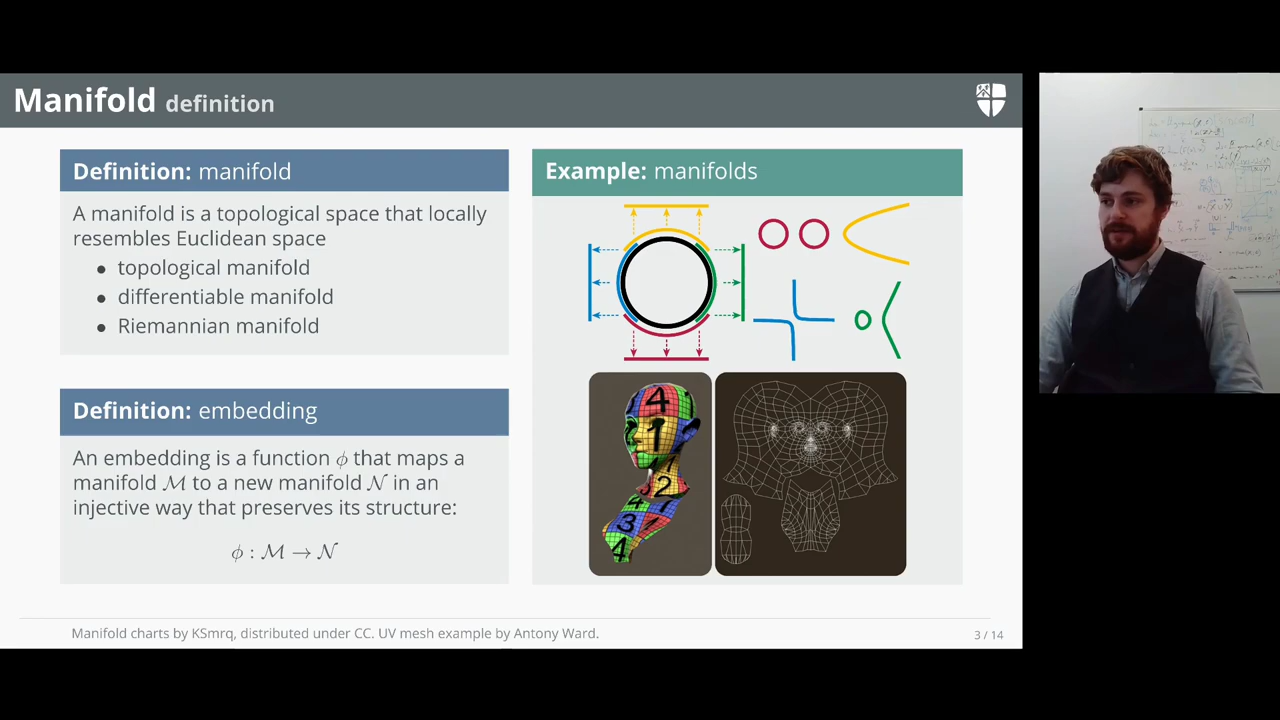 Manifold definition
Definition: manifold
A manifold is a topological space that locally
resembles Euclidean space
• topological manifold
• differentiable manifold
• Riemannian manifold
Definition: embedding
An embedding is a function ϕ that maps a
manifold ℳ to a new manifold 𝒩 in an
injective way that preserves its structure:
ϕ : ℳ → 𝒩
Example: manifolds
4
1
2
3
4
Manifold charts by KSmrq, distributed under CC. UV mesh example by Antony Ward.
3 / 14